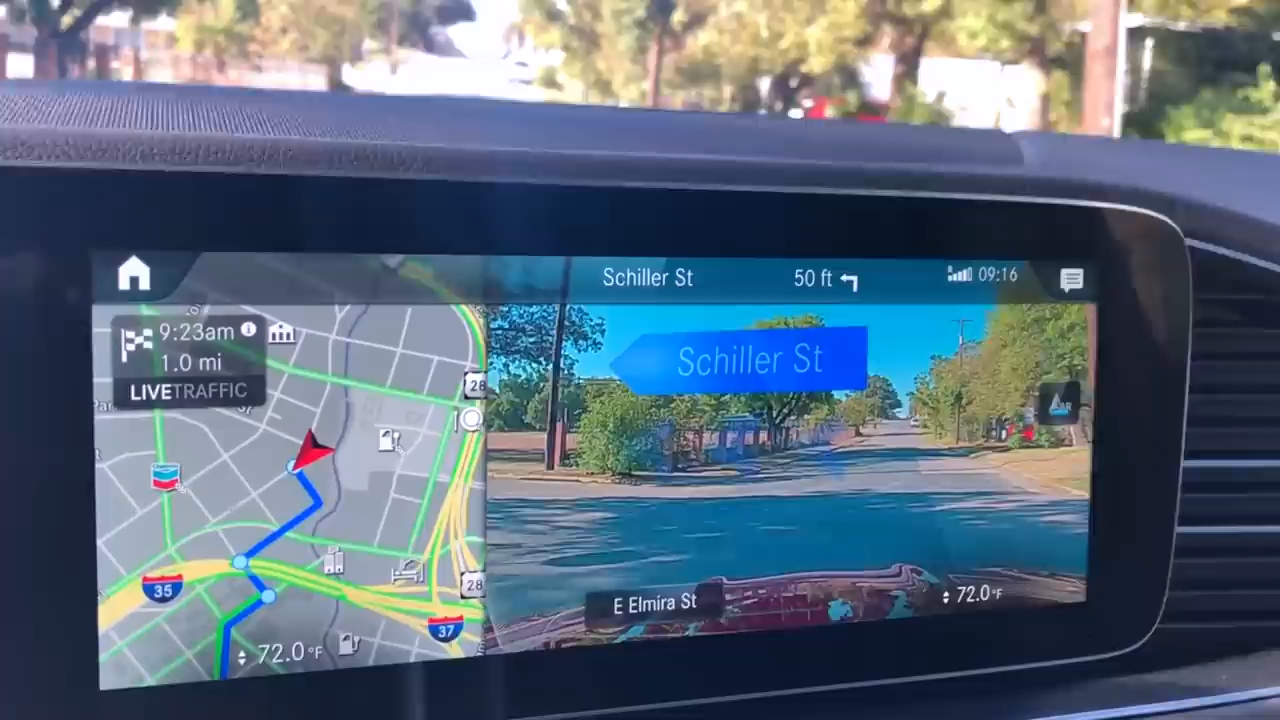 Schiller St
50 ft
09:16
9:23am
1.0 mi
LIVETRAFFIC
Schiller St
28
35
28
37
E Elmira St
72.0°F
72.0°F